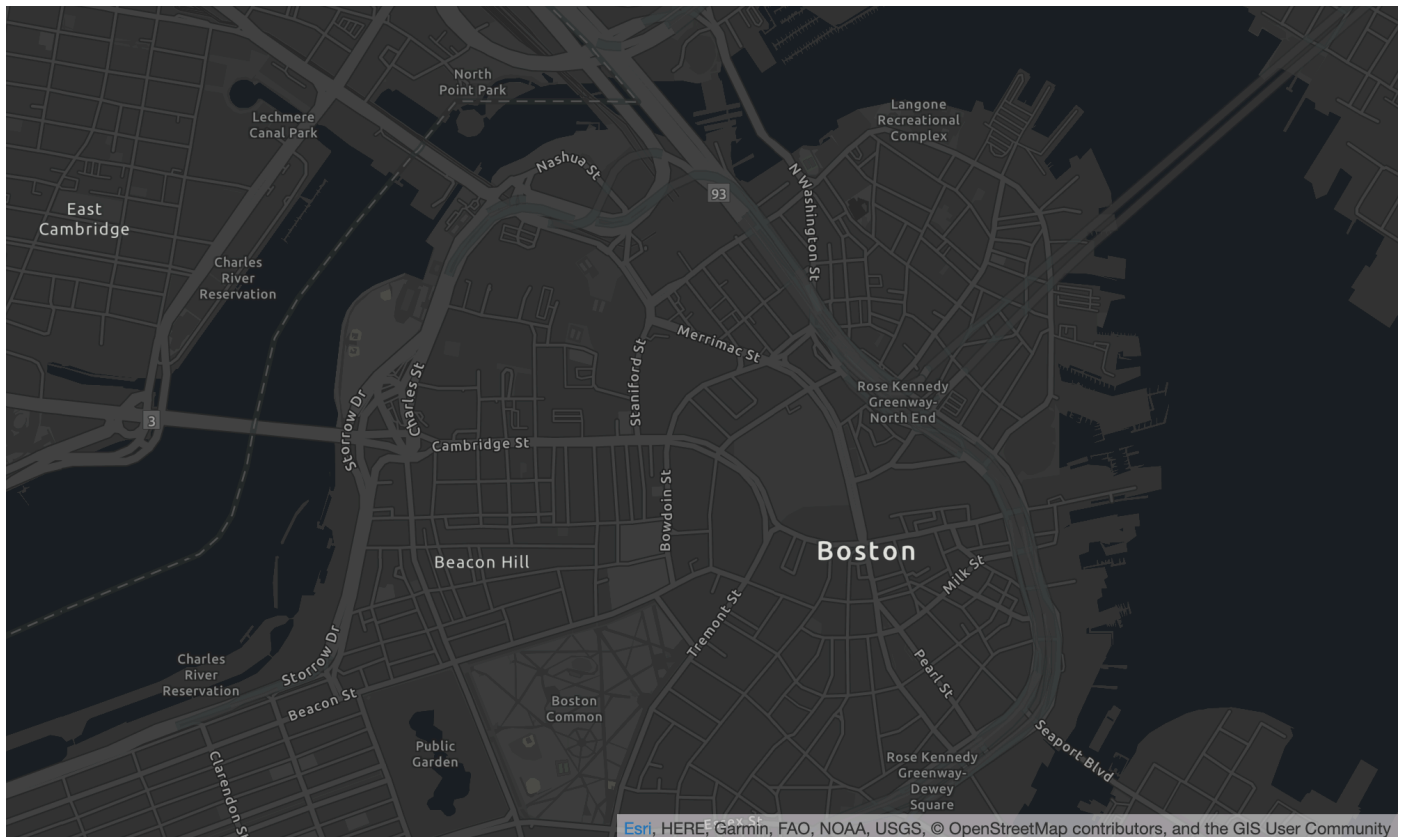 North
Point Park
Lechmere
Canal Park
Langone
Recreational
Complex
Nashua St
93
N Washington St
East
Cambridge
Charles
River
Reservation
Merrimac St
Staniford St
Charles St
Storrow Dr
Rose Kennedy
Greenway-
North End
3
Cambridge St
Bowdoin St
Boston
Beacon Hill
Milk St
Tremont St
Pearl St
Charles
River
Reservation
Storrow Dr
Beacon St
Boston
Common
Public
Garden
Clarendon St
Seaport Blvd
Rose Kennedy
Greenway-
Dewey
Square
Essex St
Esri, HERE, Garmin, FAO, NOAA, USGS, © OpenStreetMap contributors, and the GIS User Community